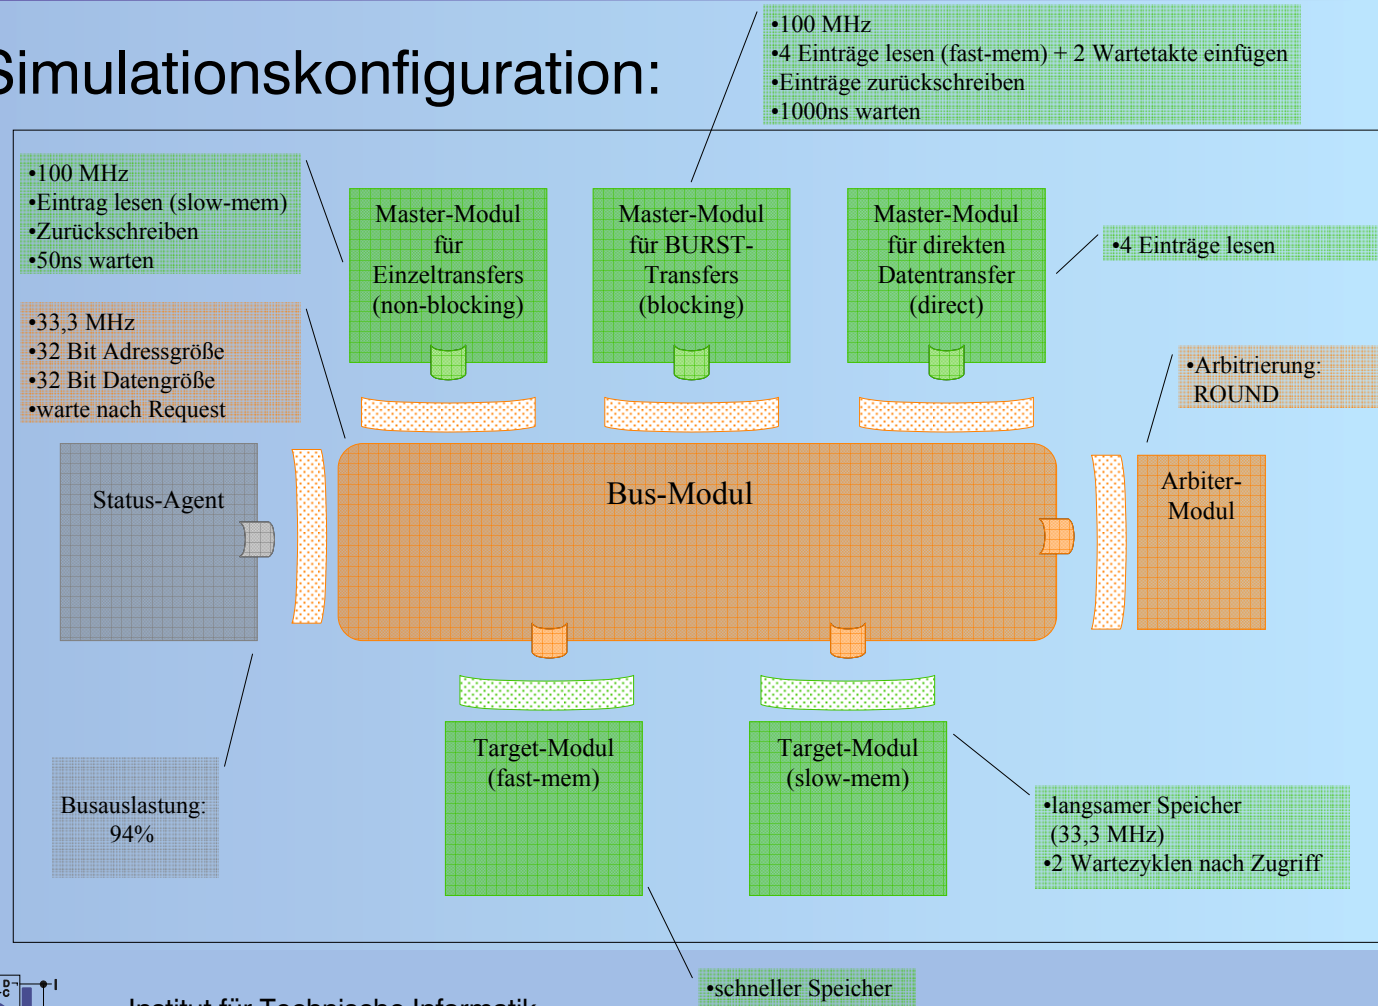 Simulationskonfiguration:
•100 MHz
•4 Einträge lesen (fast-mem) + 2 Wartetakte einfügen
•Einträge zurückschreiben
•1000ns warten
•100 MHz
•Eintrag lesen (slow-mem)
•Zurückschreiben
•50ns warten
Master-Modul
für
Einzeltransfers
(non-blocking)
Master-Modul
für BURST-
Transfers
(blocking)
Master-Modul
für direkten
Datentransfer
(direct)
•4 Einträge lesen
•33,3 MHz
•32 Bit Adressgröße
•32 Bit Datengröße
•warte nach Request
•Arbitrierung:
ROUND
Status-Agent
Bus-Modul
Arbiter-
Modul
Target-Modul
(fast-mem)
Target-Modul
(slow-mem)
Busauslastung:
94%
•langsamer Speicher
(33,3 MHz)
•2 Wartezyklen nach Zugriff
•schneller Speicher
D
C
I
Institut für Technische Informatik